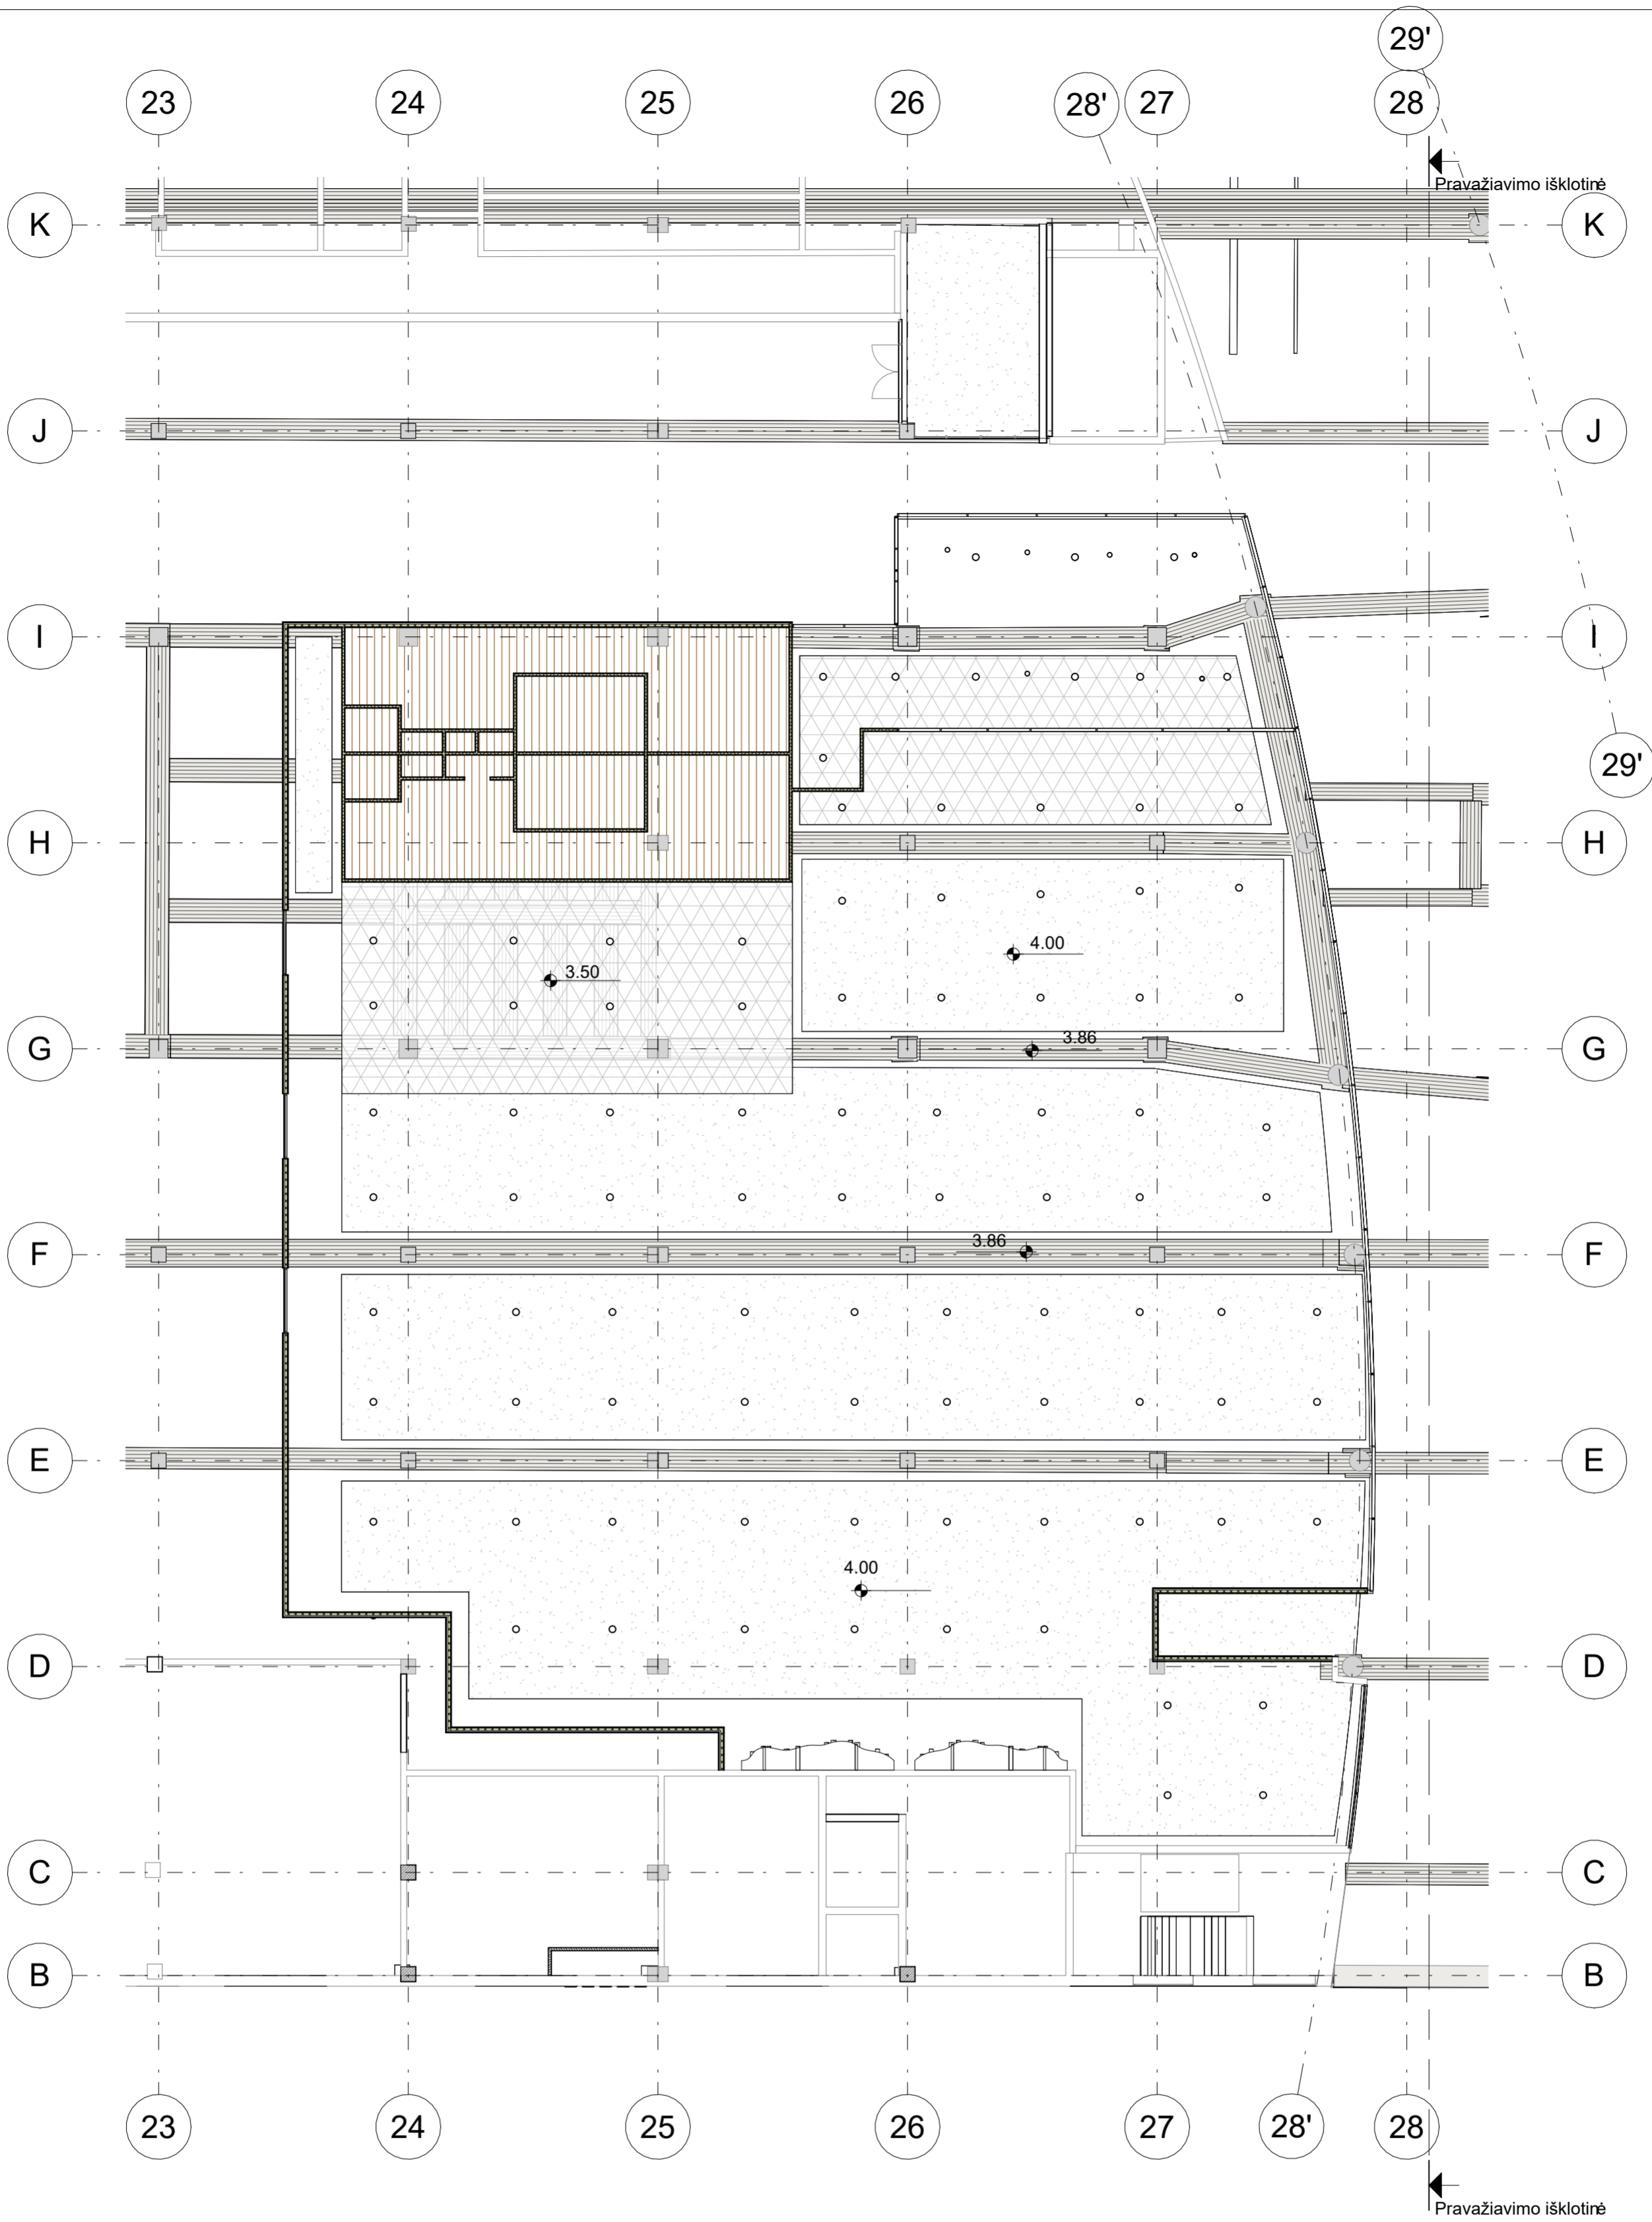 29'
23 24 25 26 28' 27 28
Pravažiavimo išklotinė
K K
J J
I I
29'
H H
4.00
3.50
G 3.86 G
F 3.86 F
E E
4.00
D D
C C
B B
23 24 25 26 27 28' 28
Pravažiavimo išklotinė